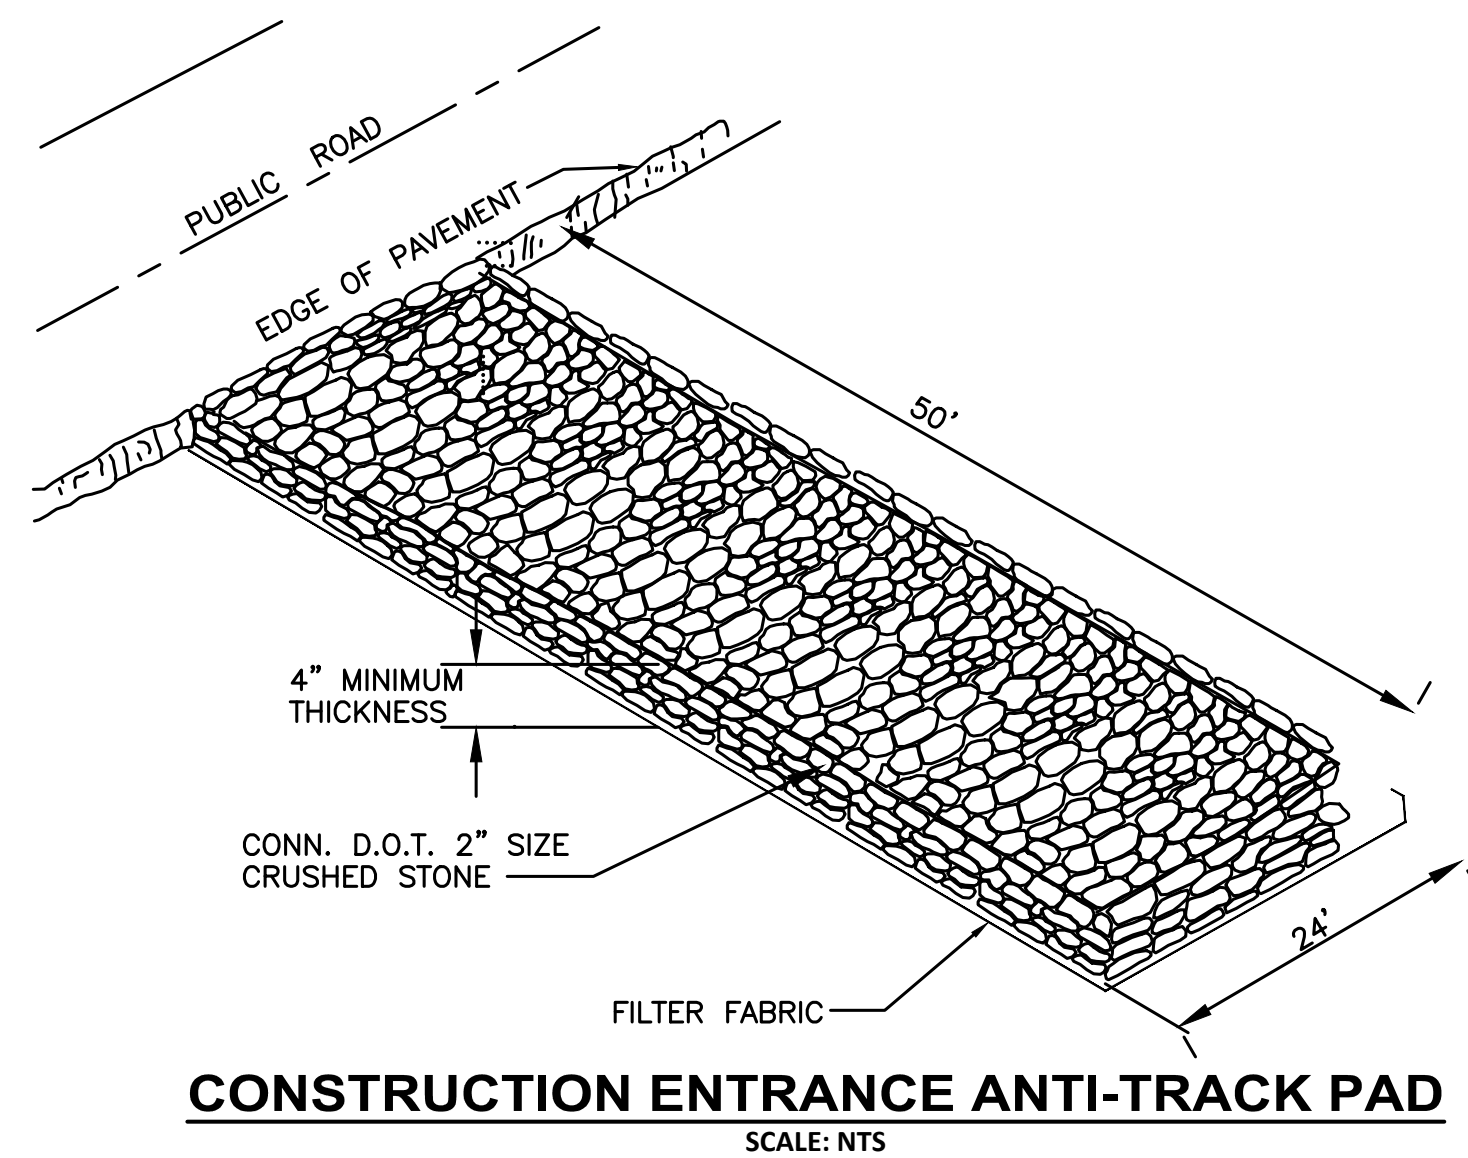 PUBLIC ROAD
EDGE OF PAVEMENT
50'
4" MINIMUM
THICKNESS
CONN. D.O.T. 2" SIZE
CRUSHED STONE
24'
FILTER FABRIC
CONSTRUCTION ENTRANCE ANTI-TRACK PAD
SCALE: NTS